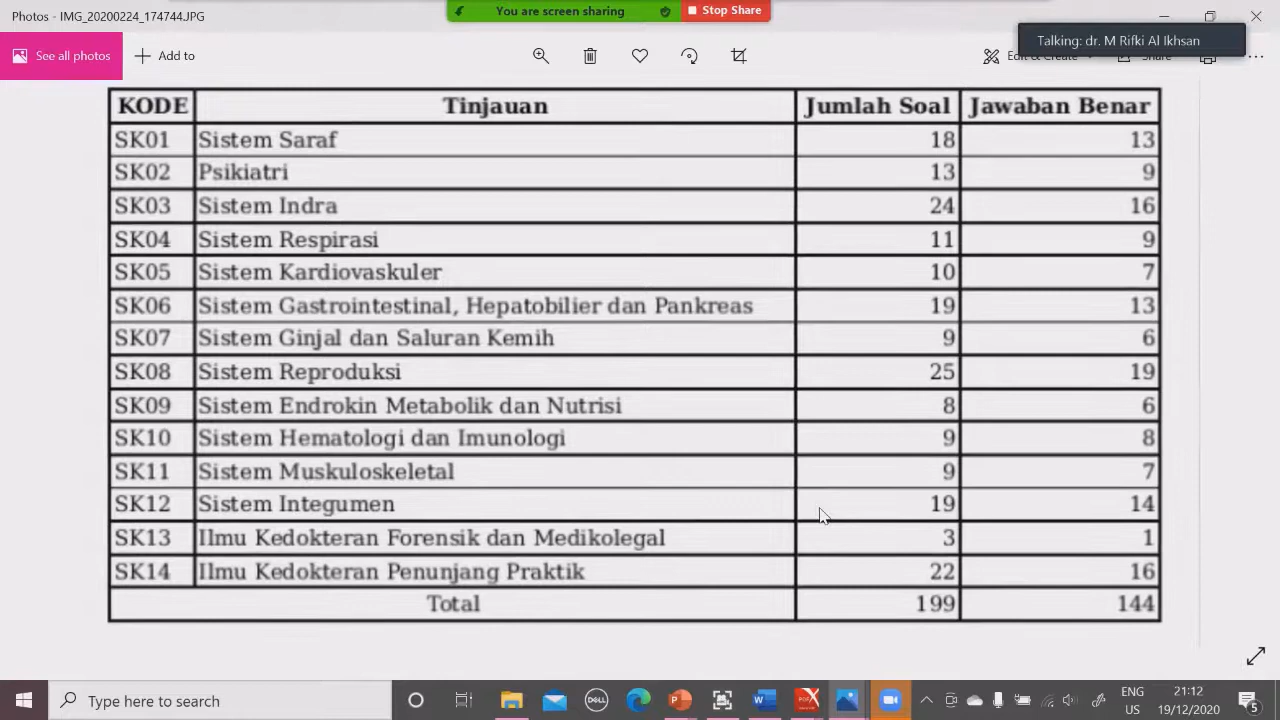 Photos - IMG_20200224_174744.JPG
You are screen sharing
Stop Share
Talking: dr. M Rifki Al Ikhsan
See all photos
Add to
Edit & Create
Share
KODE Tinjauan Jumlah Soal Jawaban Benar
SK01 Sistem Saraf 18 13
SK02 Psikiatri 13 9
SK03 Sistem Indra 24 16
SK04 Sistem Respirasi 11 9
SK05 Sistem Kardiovaskuler 10 7
SK06 Sistem Gastrointestinal, Hepatobilier dan Pankreas 19 13
SK07 Sistem Ginjal dan Saluran Kemih 9 6
SK08 Sistem Reproduksi 25 19
SK09 Sistem Endrokin Metabolik dan Nutrisi 8 6
SK10 Sistem Hematologi dan Imunologi 9 8
SK11 Sistem Muskuloskeletal 9 7
SK12 Sistem Integumen 19 14
SK13 Ilmu Kedokteran Forensik dan Medikolegal 3 1
SK14 Ilmu Kedokteran Penunjang Praktik 22 16
Total 199 144
Type here to search
DELL
ENG 21:12
US 19/12/2020
5